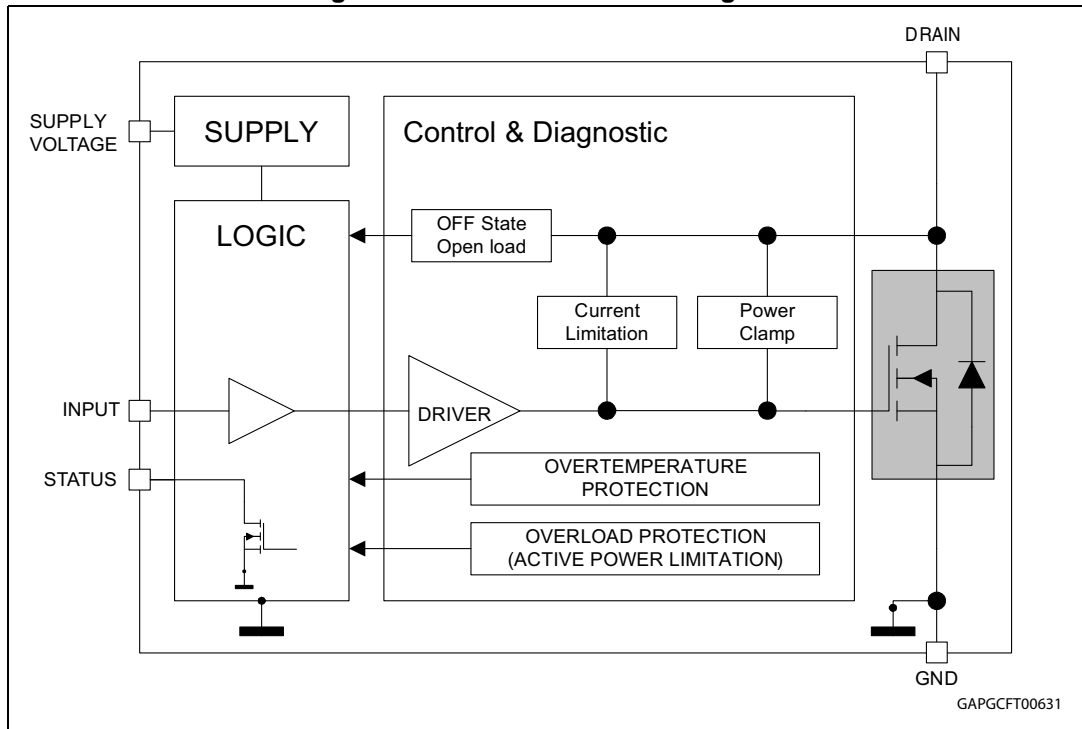 DRAIN
SUPPLY
VOLTAGE
SUPPLY
Control & Diagnostic
LOGIC
OFF State
Open load
Current
Limitation
Power
Clamp
INPUT
DRIVER
STATUS
OVERTEMPERATURE
PROTECTION
OVERLOAD PROTECTION
(ACTIVE POWER LIMITATION)
GND
GAPGCFT00631